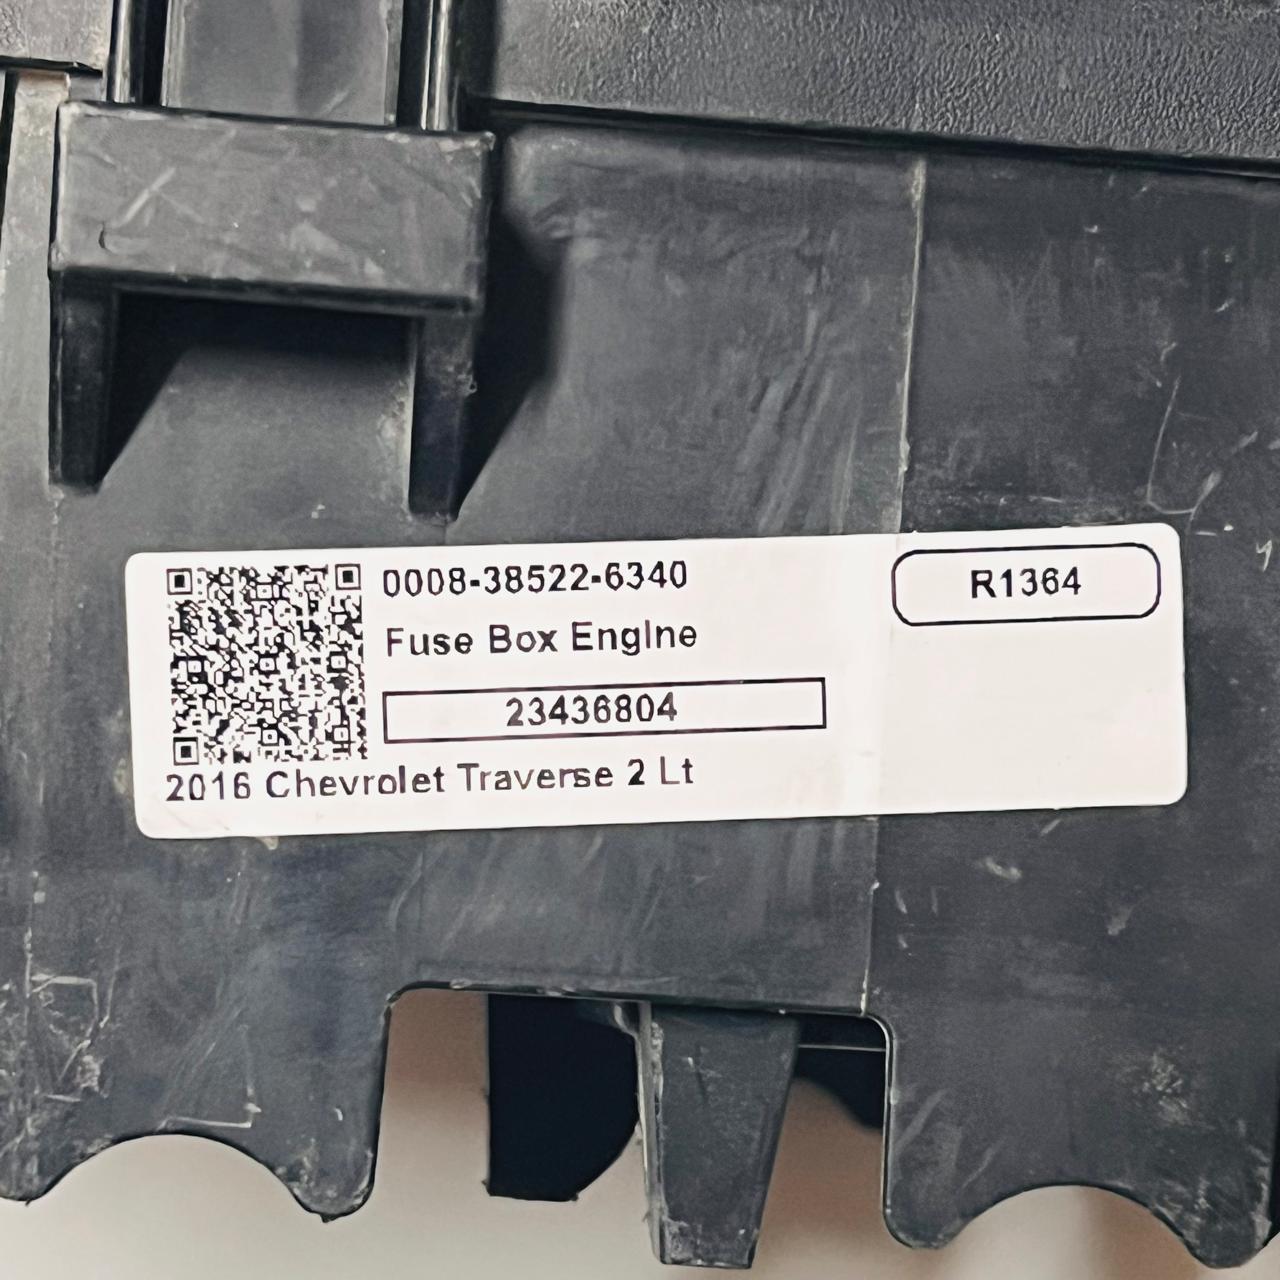 0008-38522-6340
R1364
Fuse Box Engine
23436804
2016 Chevrolet Traverse 2 Lt